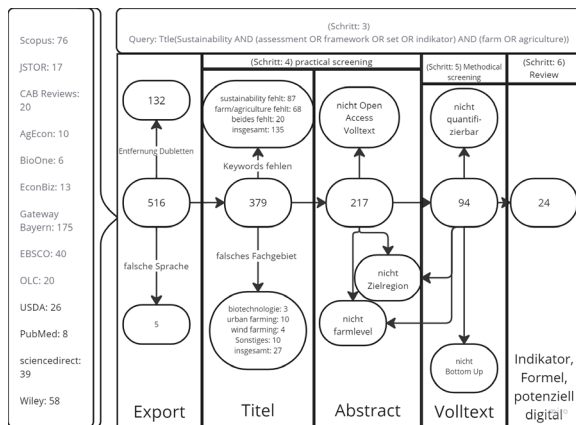 (Schritt: 3)
Query: Ttle(Sustainability AND (assessment OR framework OR set OR indikator) AND (farm OR agriculture))
Scopus: 76
JSTOR: 17
CAB Reviews:
20
AgEcon: 10
BioOne: 6
EconBiz: 13
Gateway
Bayern: 175
EBSCO: 40
OLC: 20
USDA: 26
PubMed: 8
sciencedirect:
39
Wiley: 58
(Schritt: 4) practical screening
(Schritt: 5) Methodical
screening
(Schritt: 6)
Review
132
Entfernung Dubletten
516
falsche Sprache
5
Export
sustainability fehlt: 87
farm/agriculture fehlt: 68
beides fehlt: 20
insgesamt: 135
Keywords fehlen
379
falsches Fachgebiet
biotechnologie: 3
urban farming: 10
wind farming: 4
Sonstiges: 10
insgesamt: 27
Titel
nicht Open
Access
Volltext
217
nicht
Zielregion
nicht
farmlevel
Abstract
nicht
quantifi-
zierbar
94
nicht
Bottom Up
Volltext
24
Indikator,
Formel,
potenziell
digital